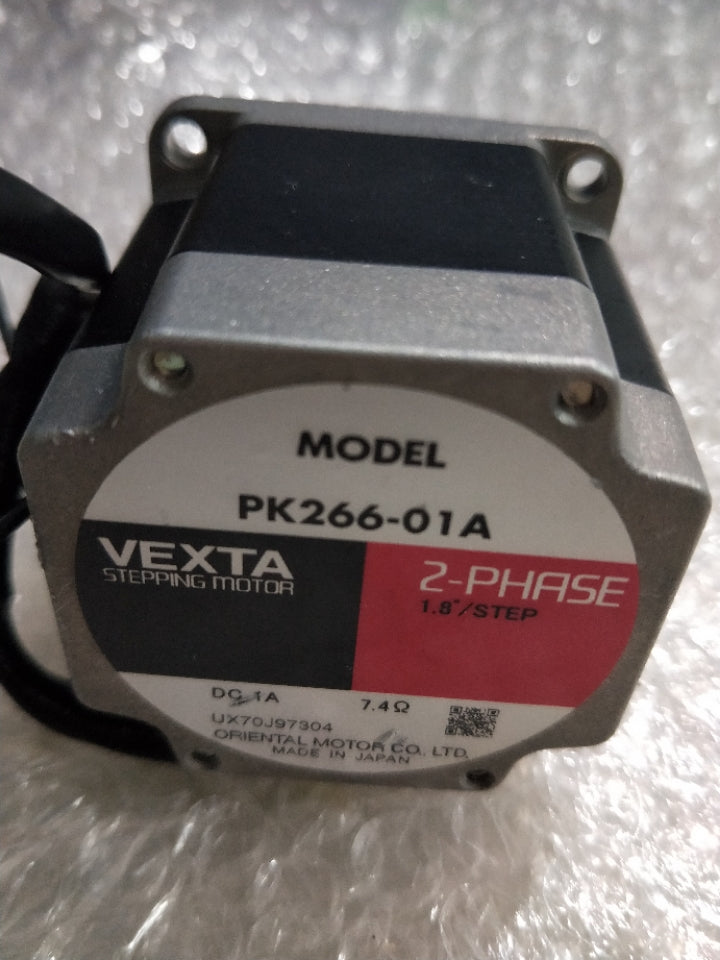 MODEL
PK266-01A
VEXTA
STEPPING MOTOR
2-PHASE
1.8°/STEP
DC 1A 7.4Ω
UX70J97304
ORIENTAL MOTOR CO., LTD.
MADE IN JAPAN